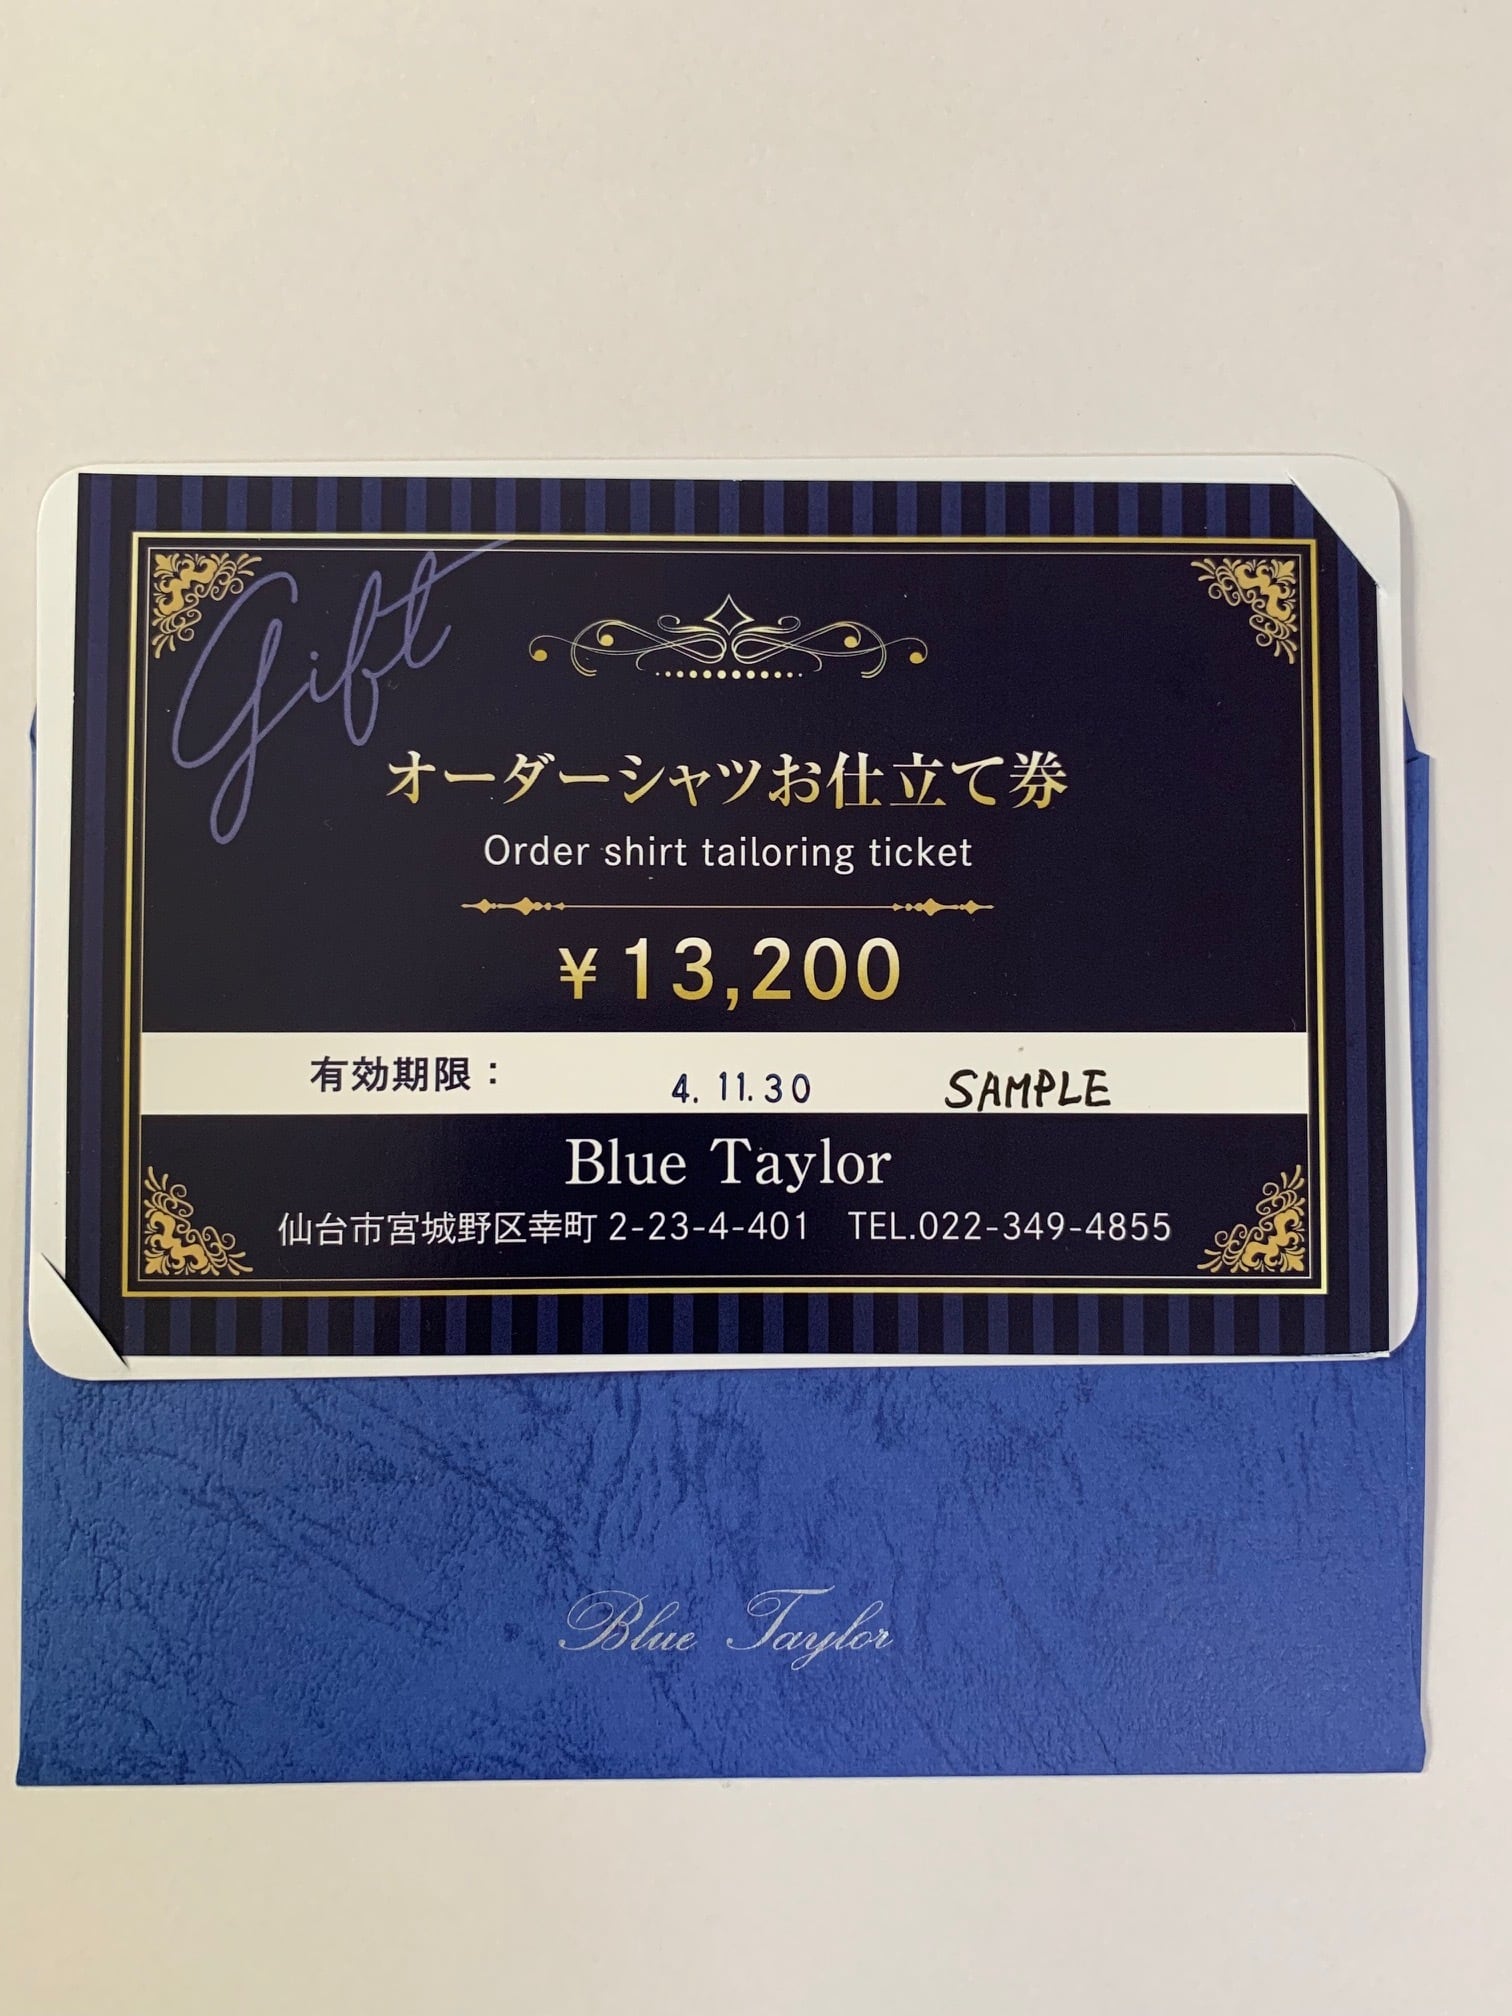 Gift
オーダーシャツお仕立て券
Order shirt tailoring ticket
¥13,200
有効期限： 4. 11. 30 SAMPLE
Blue Taylor
仙台市宮城野区幸町 2-23-4-401 TEL.022-349-4855
Blue Taylor